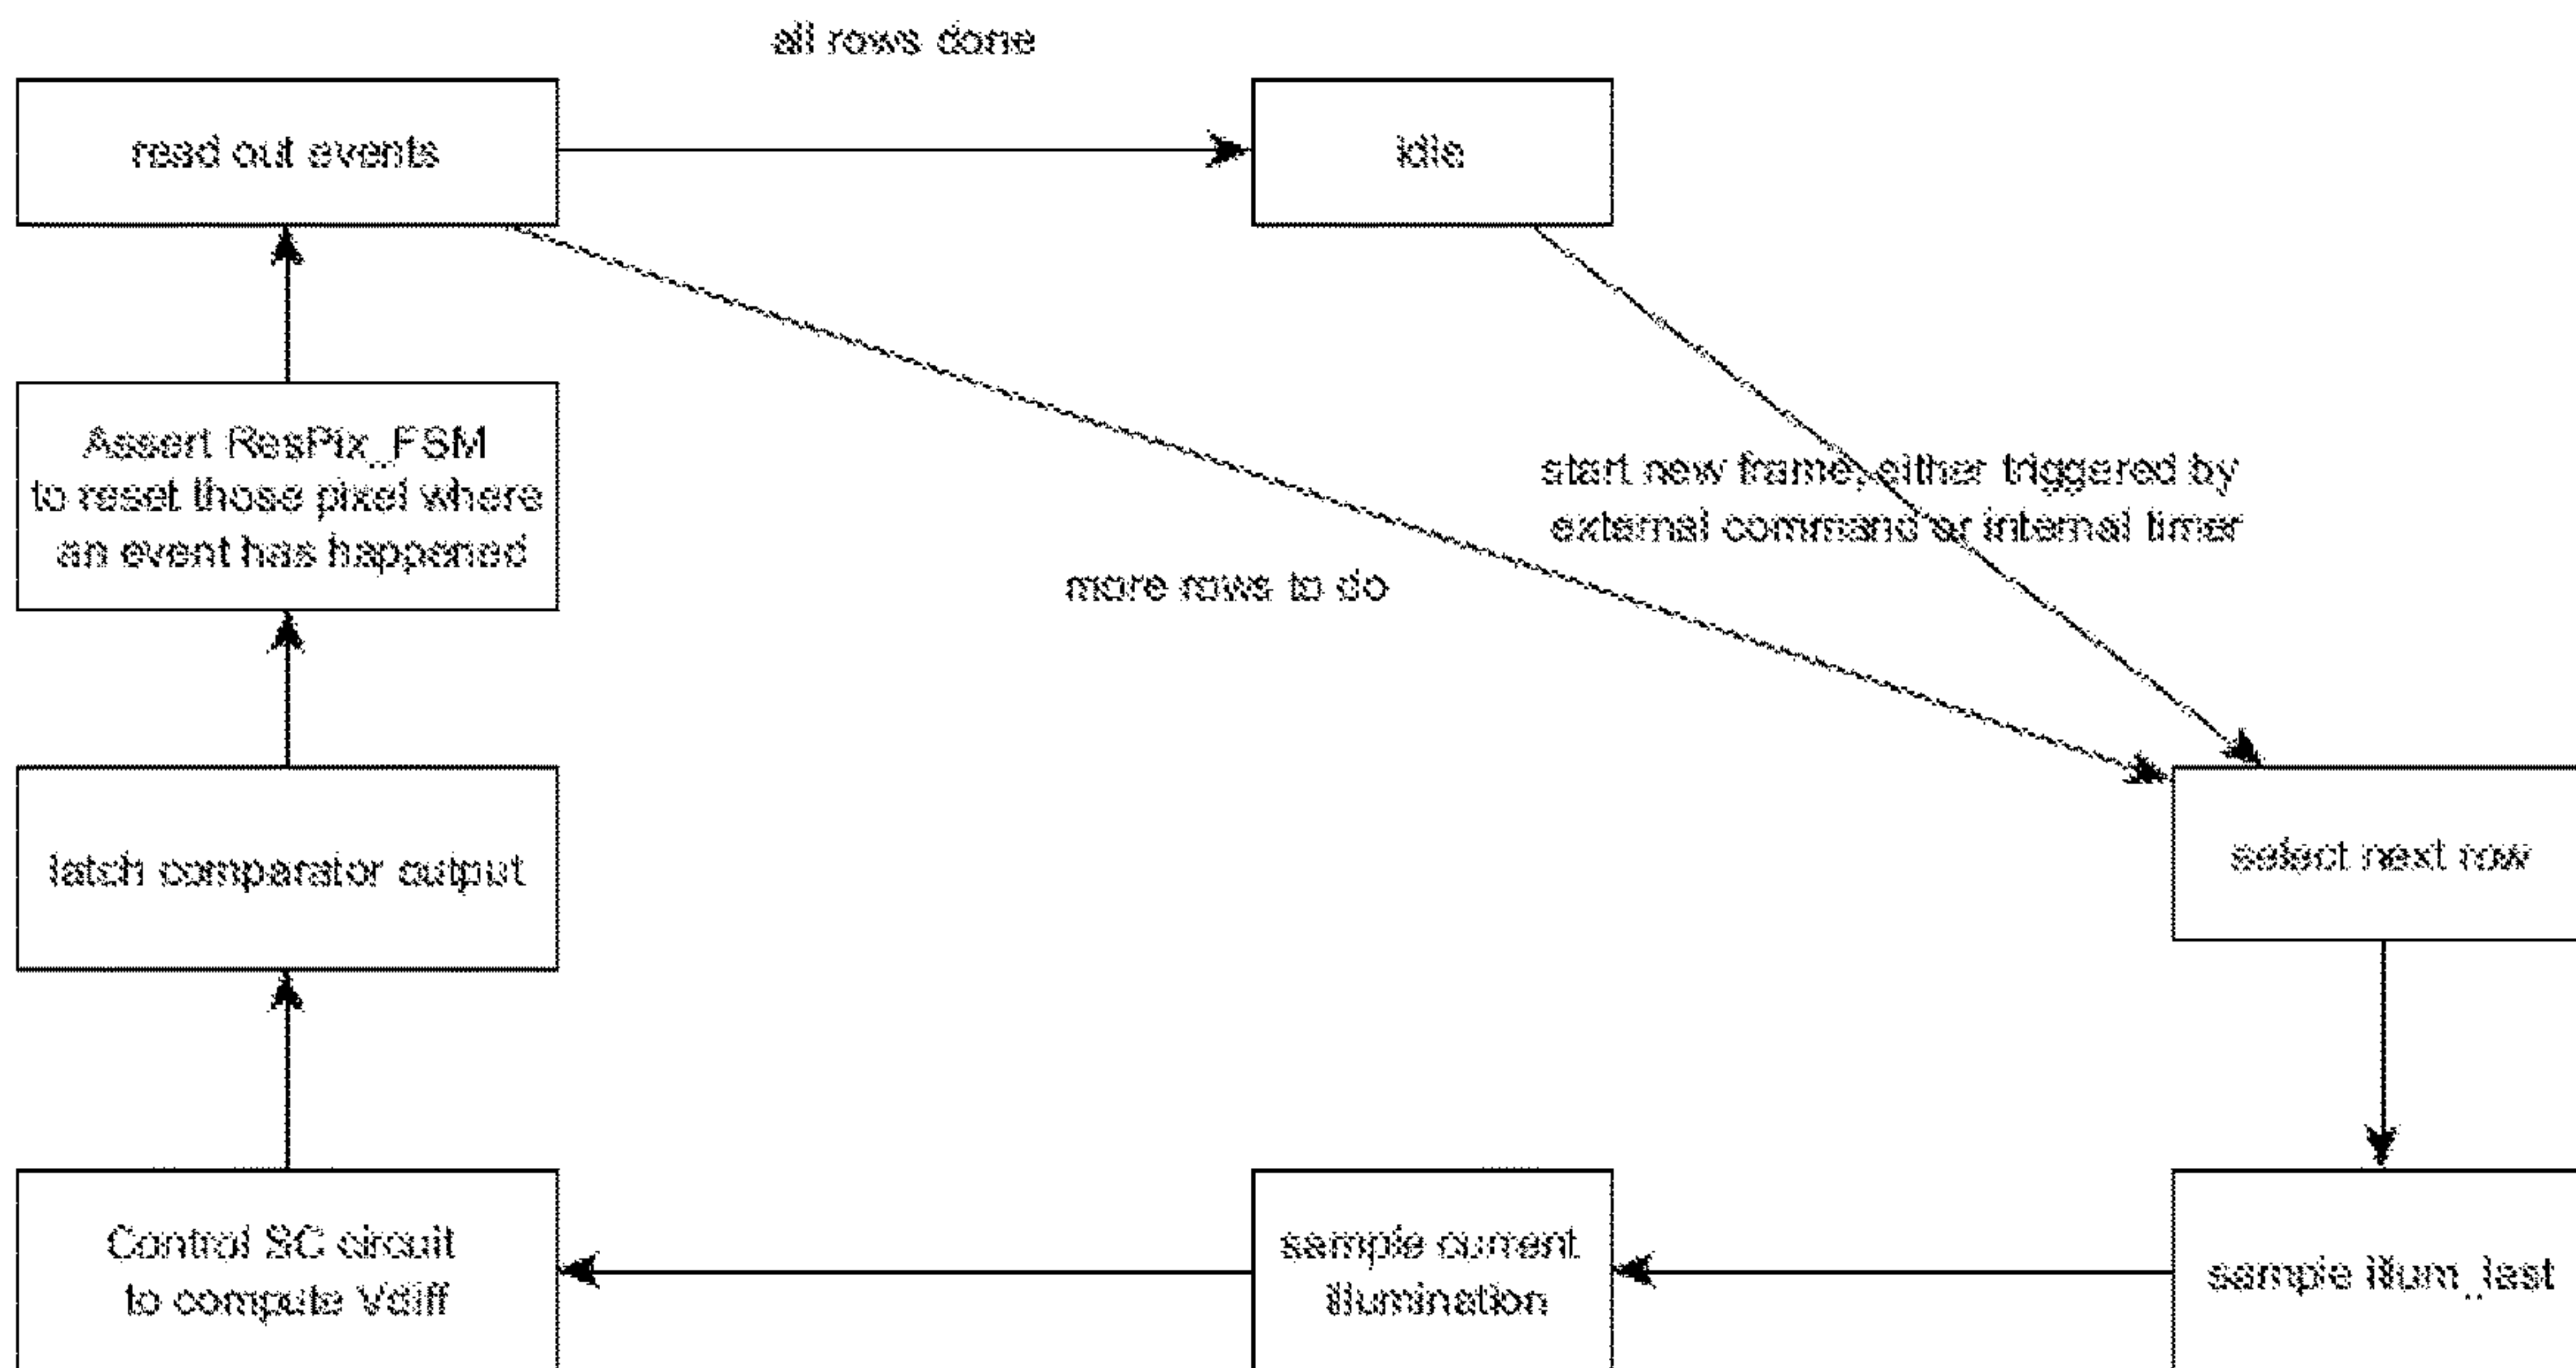 all rows done
read out events
idle
Assert ResPix_FSM
to reset those pixel where
an event has happened
start new frame, either triggered by
external command or internal timer
more rows to do
latch comparator output
select next row
Control SC circuit
to compute Vdiff
sample current
illumination
sample illum_last